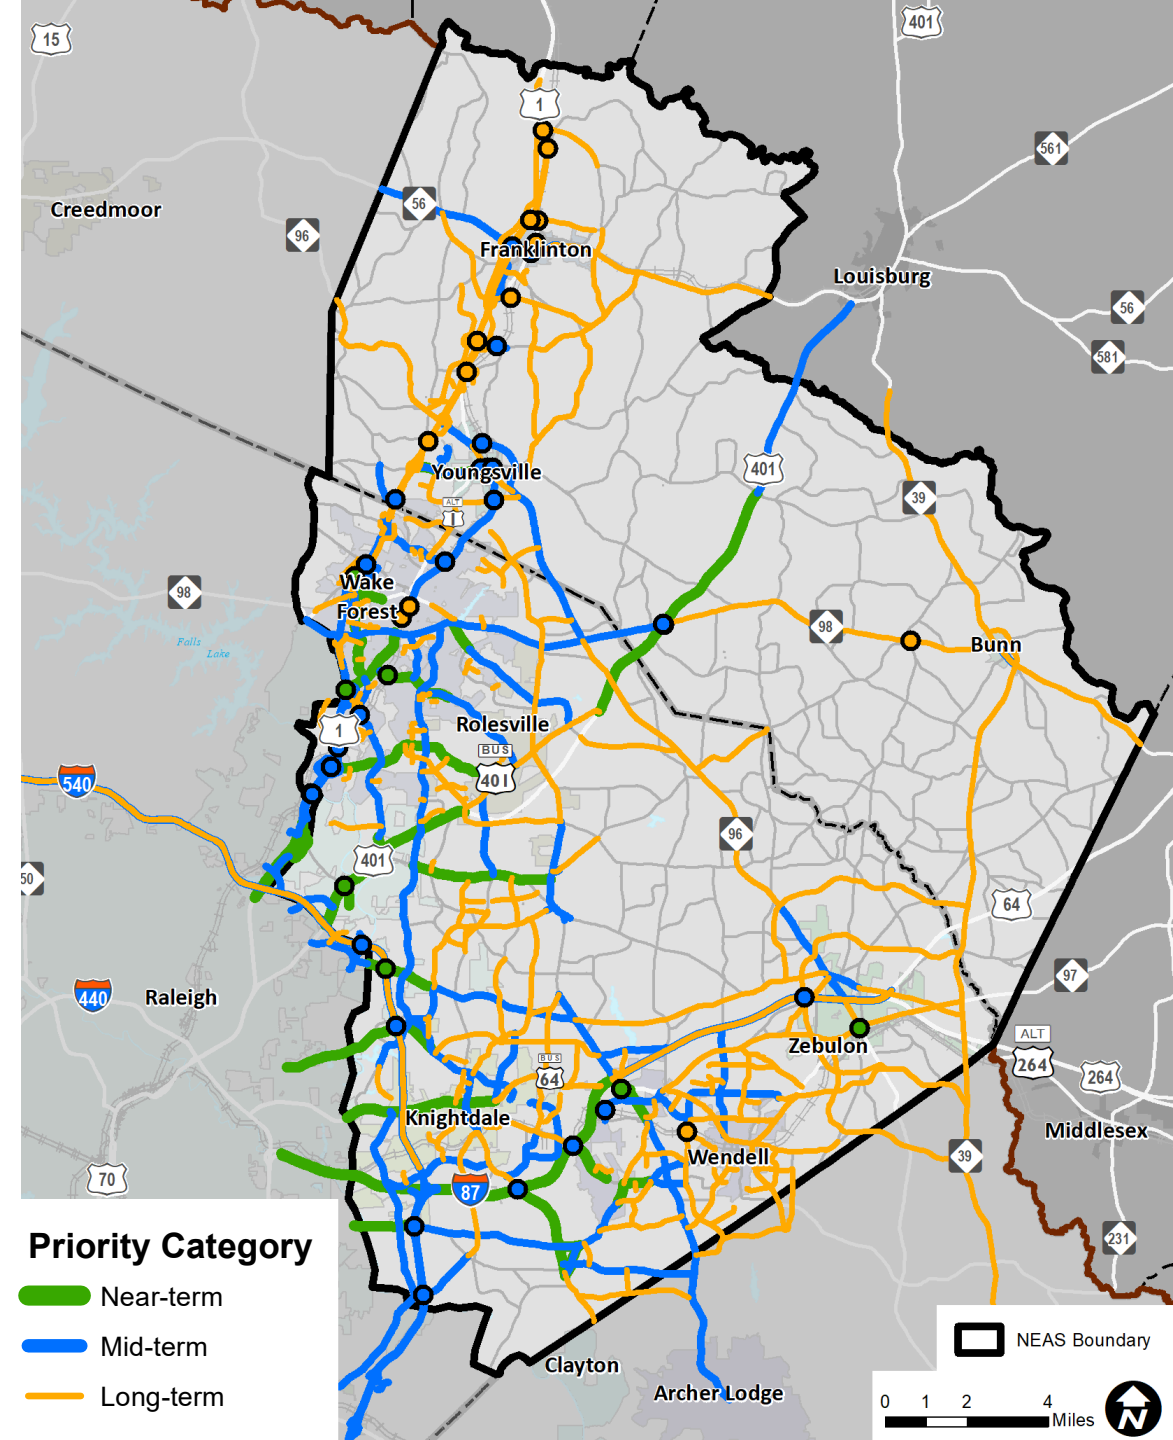 15
401
1
561
56
Creedmoor
96
Franklinton
Louisburg
56
581
401
Youngsville
39
ALT
1
98
Wake
Forest
98
Falls
Lake
Bunn
Rolesville
1
BUS
401
540
96
401
50
64
97
440
Raleigh
ALT
264
Zebulon
264
BUS
64
Knightdale
Middlesex
Wendell
39
70
87
231
Priority Category
Near-term
Mid-term
Long-term
NEAS Boundary
Clayton
Archer Lodge
0 1 2 4
Miles
N